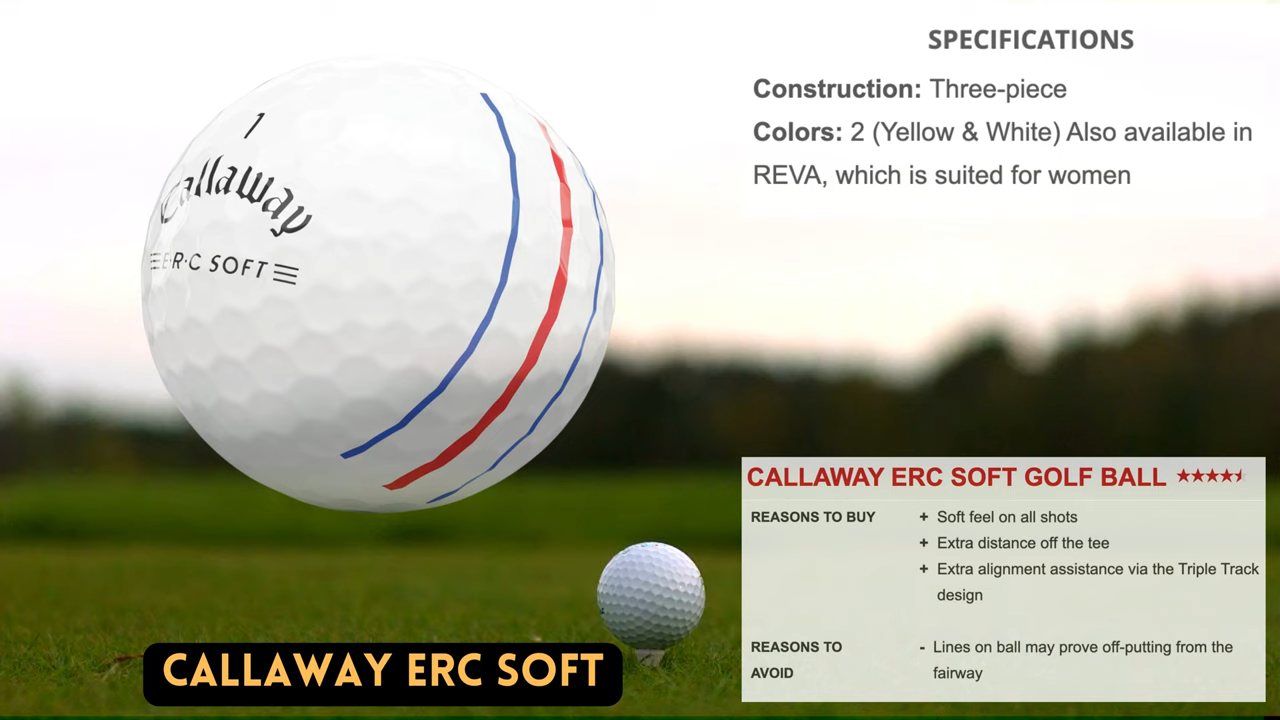 SPECIFICATIONS
Construction: Three-piece
Colors: 2 (Yellow & White) Also available in
REVA, which is suited for women
1
Callaway
E·R·C SOFT
CALLAWAY ERC SOFT GOLF BALL
REASONS TO BUY
+ Soft feel on all shots
+ Extra distance off the tee
+ Extra alignment assistance via the Triple Track
design
REASONS TO
AVOID
- Lines on ball may prove off-putting from the
fairway
CALLAWAY ERC SOFT